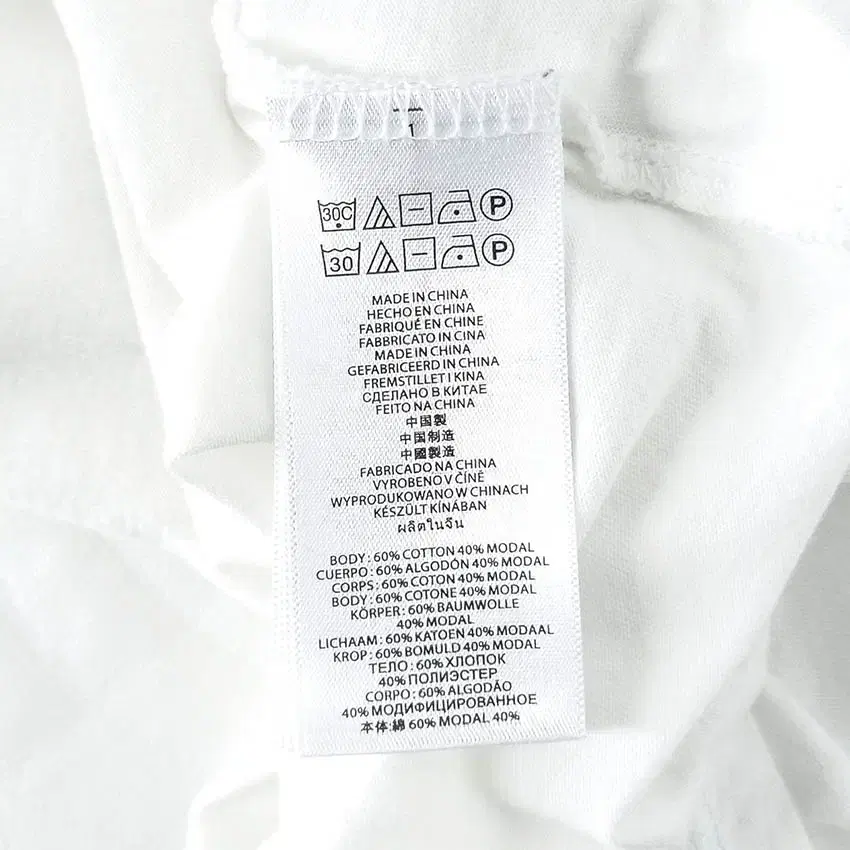 1
30C P
30 P
MADE IN CHINA
HECHO EN CHINA
FABRIQUÉ EN CHINE
FABBRICATO IN CINA
MADE IN CHINA
GEFABRICEERD IN CHINA
FREMSTILLET I KINA
СДЕЛАНО В КИТАЕ
FEITO NA CHINA
中国製
中国制造
中國製造
FABRICADO NA CHINA
VYROBENO V ČÍNĚ
WYPRODUKOWANO W CHINACH
KÉSZÜLT KÍNÁBAN
ผลิตในจีน
BODY : 60% COTTON 40% MODAL
CUERPO : 60% ALGODÓN 40% MODAL
CORPS : 60% COTON 40% MODAL
BODY : 60% COTONE 40% MODAL
KÖRPER : 60% BAUMWOLLE
40% MODAL
LICHAAM : 60% KATOEN 40% MODAAL
KROP : 60% BOMULD 40% MODAL
ТЕЛО : 60% ХЛОПОК
40% ПОЛИЭСТЕР
CORPO : 60% ALGODÃO
40% МОДИФИЦИРОВАННОЕ
本体:綿 60% MODAL 40%